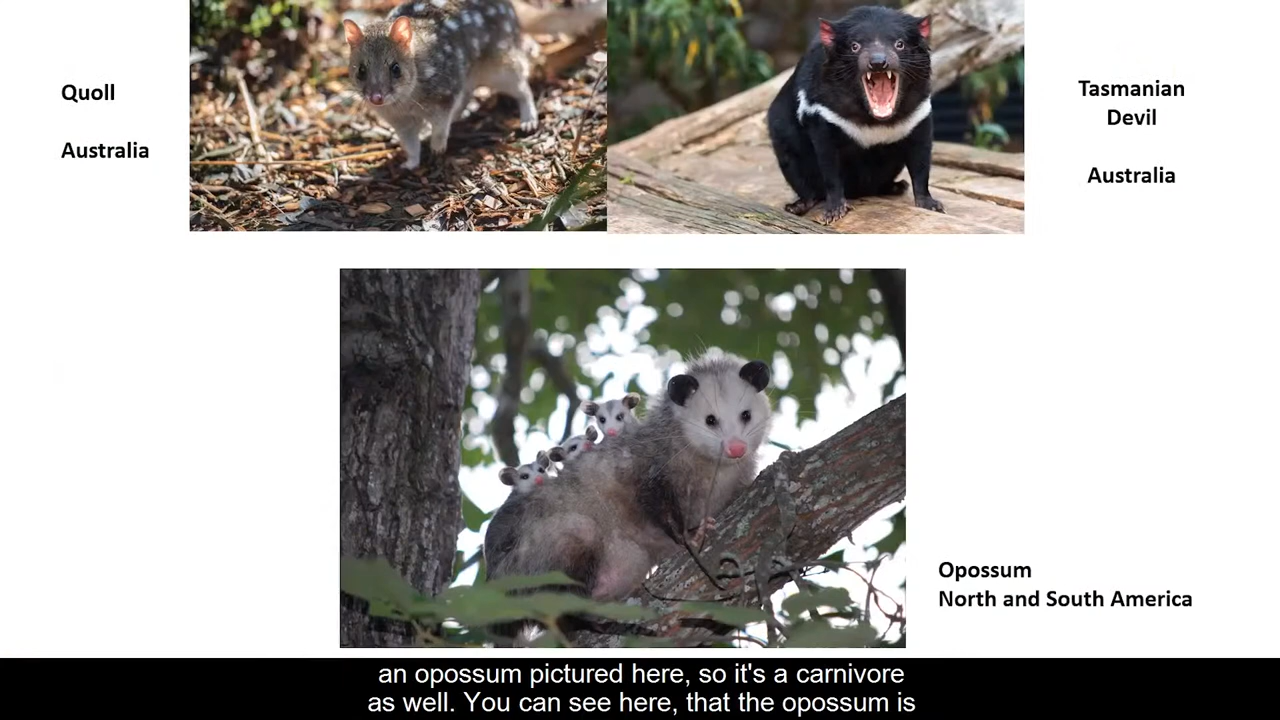 Quoll
Australia
Tasmanian
Devil
Australia
Opossum
North and South America
an opossum pictured here, so it's a carnivore
as well. You can see here, that the opossum is